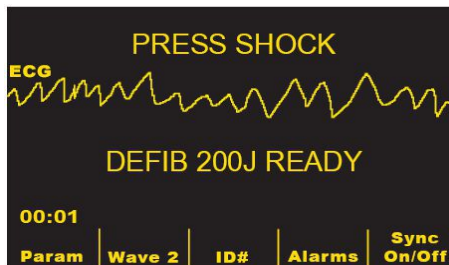 PRESS SHOCK
ECG
DEFIB 200J READY
00:01
Param Wave 2 ID# Alarms Sync On/Off